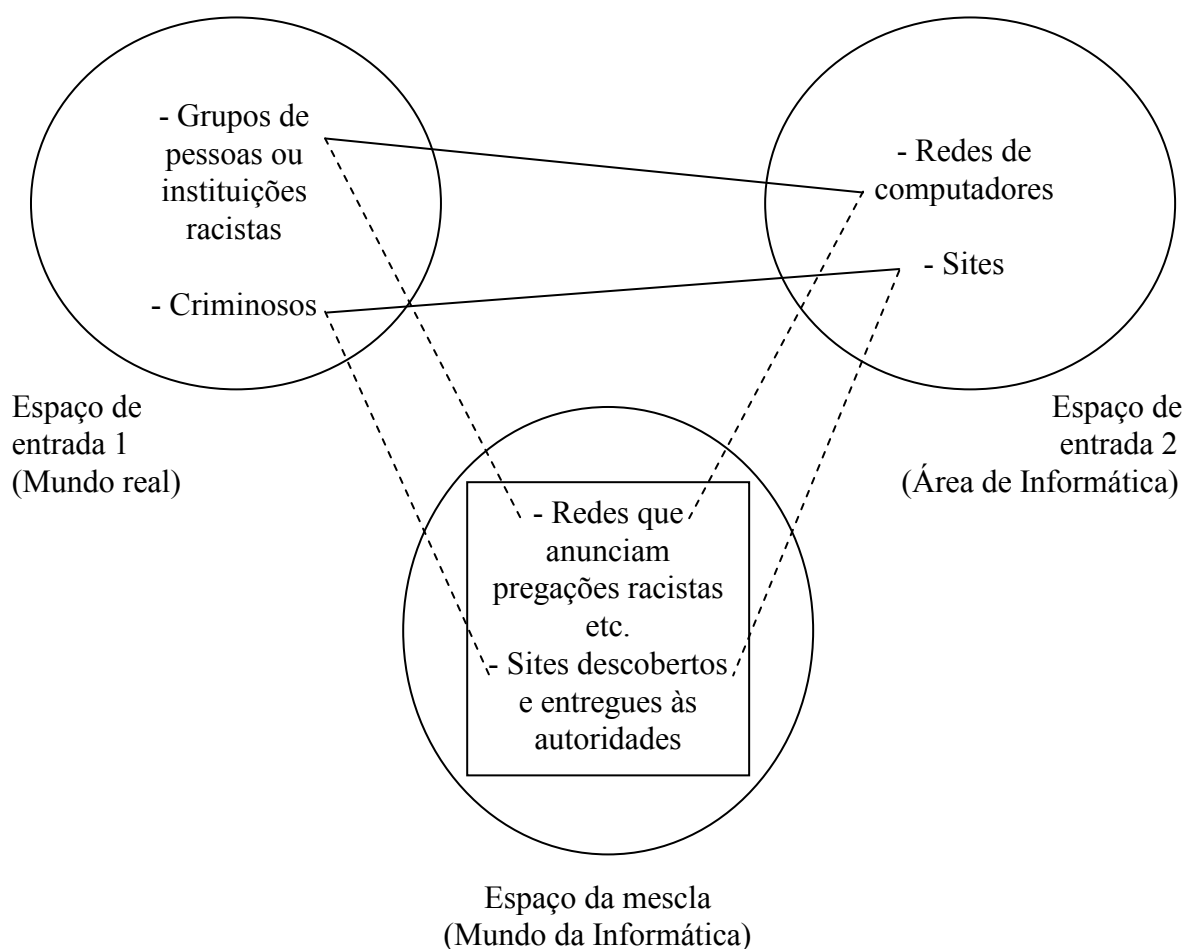 - Grupos de
pessoas ou
instituições
racistas
- Criminosos
Espaço de
entrada 1
(Mundo real)
- Redes de
computadores
- Sites
Espaço de
entrada 2
(Área de Informática)
- Redes que
anunciam
pregações racistas
etc.
- Sites descobertos
e entregues às
autoridades
Espaço da mescla
(Mundo da Informática)